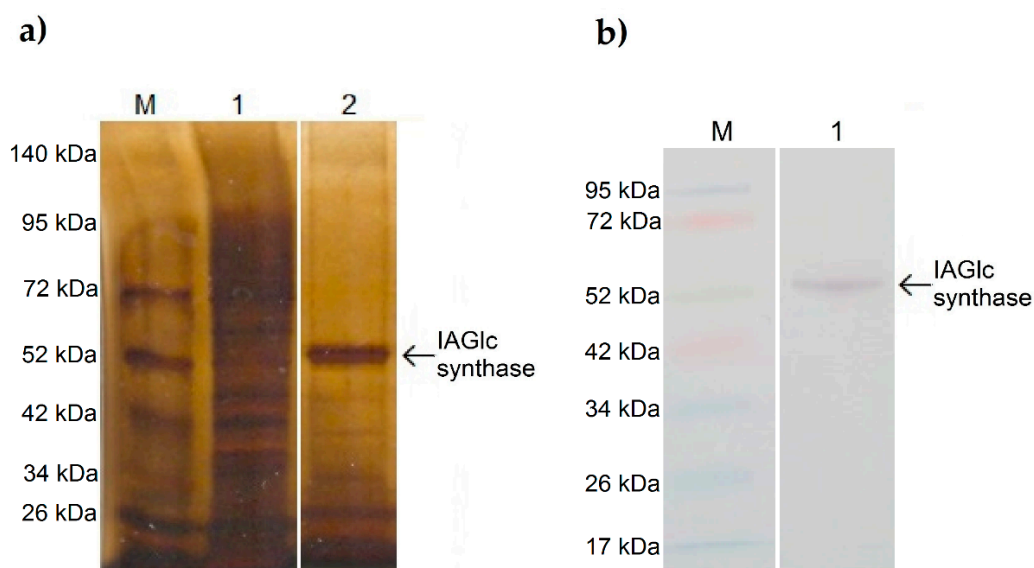 a)
M 1 2
140 kDa
95 kDa
72 kDa
52 kDa
42 kDa
34 kDa
26 kDa
IAGlc
synthase
b)
M 1
95 kDa
72 kDa
52 kDa
42 kDa
34 kDa
26 kDa
17 kDa
IAGlc
synthase